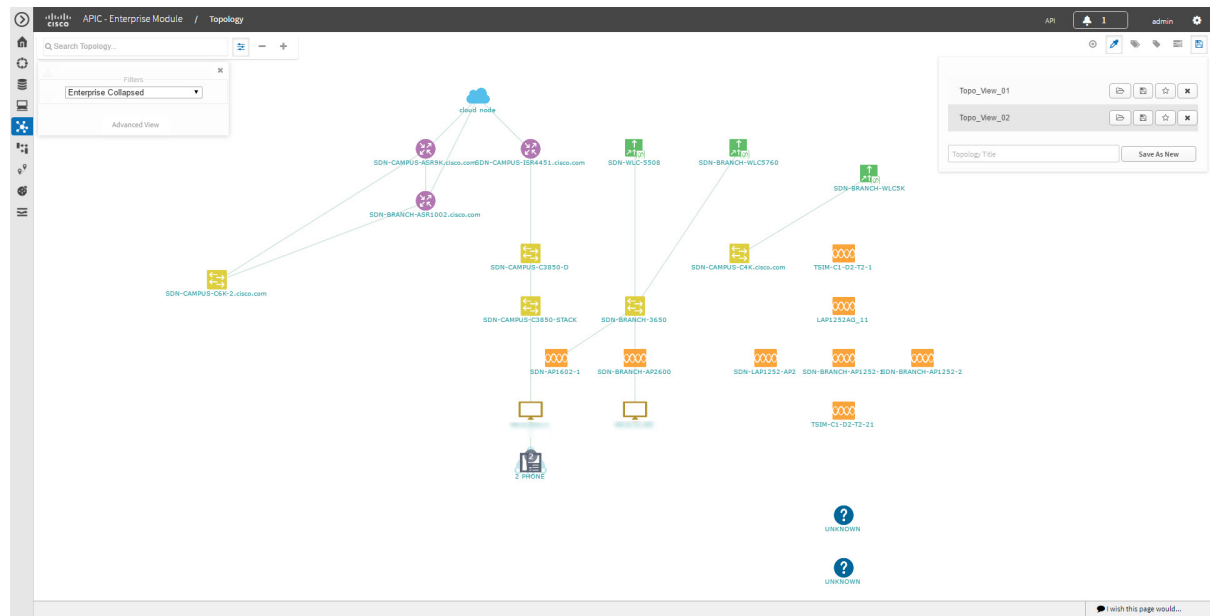 cisco APIC - Enterprise Module / Topology API 1 admin
Search Topology...
Filters
Enterprise Collapsed
Advanced View
Topo_View_01
Topo_View_02
Topology Title Save As New
cloud node
SDN-CAMPUS-ASR9K.cisco.com
SDN-CAMPUS-ISR4451.cisco.com
SDN-WLC-5508
SDN-BRANCH-WLC5760
SDN-BRANCH-WLC5K
SDN-BRANCH-ASR1002.cisco.com
SDN-CAMPUS-C3850-D
SDN-CAMPUS-C4K.cisco.com
TSIM-C1-D2-T2-1
SDN-CAMPUS-C6K-2.cisco.com
SDN-CAMPUS-C3850-STACK
SDN-BRANCH-3650
LAP1252AG_11
SDN-AP1602-1
SDN-BRANCH-AP2600
SDN-LAP1252-AP2
SDN-BRANCH-AP1252-
SDN-BRANCH-AP1252-2
TSIM-C1-D2-T2-21
2
2 PHONE
?
UNKNOWN
?
UNKNOWN
I wish this page would...